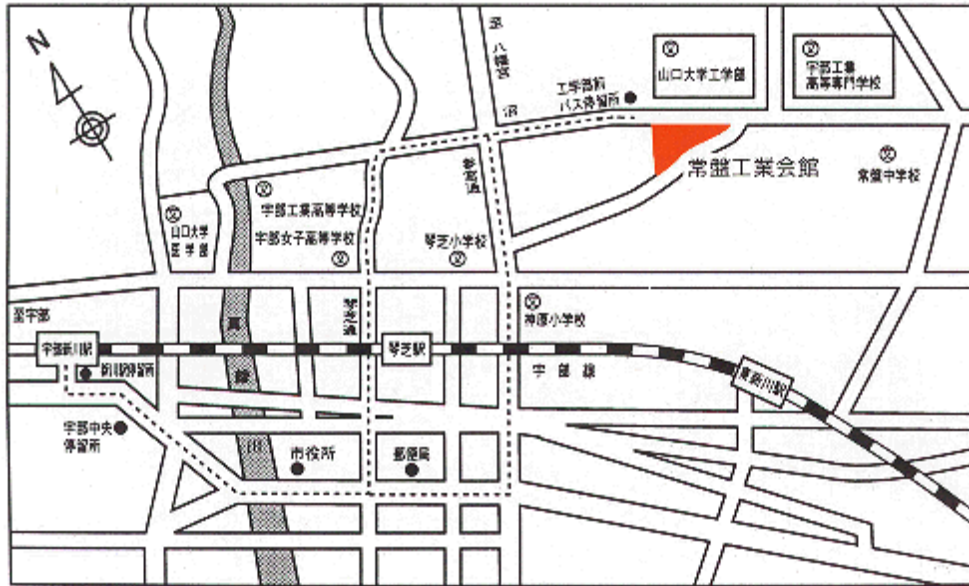 N
至
八
幡
宮
沼
参宮通
工学部前
バス停留所
山口大学工学部
宇部工業
高等専門学校
常盤工業会館
常盤中学校
山口大学
医学部
宇部工業高等学校
宇部女子高等学校
琴芝小学校
琴芝通
神原小学校
至宇部
宇部新川駅
新川駅停留所
真
締
川
琴芝駅
宇部線
東新川駅
宇部中央
停留所
市役所
郵便局